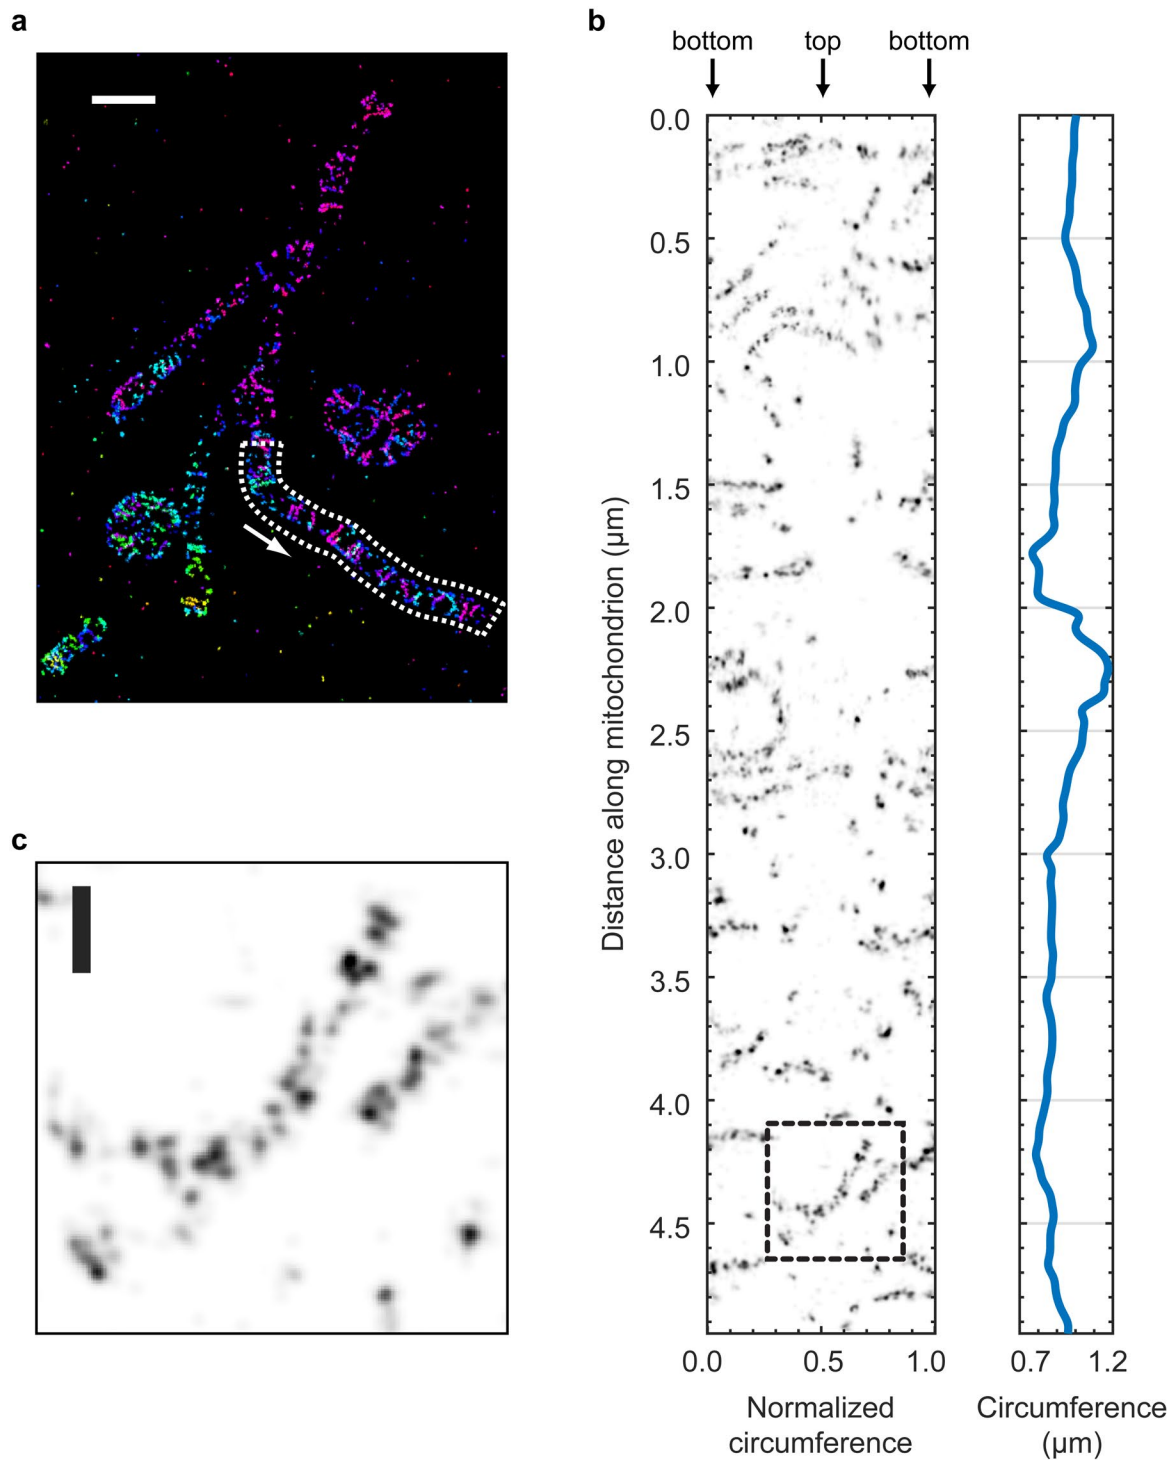 a
b
bottom top bottom
0.0
0.5
1.0
1.5
2.0
2.5
3.0
3.5
4.0
4.5
Distance along mitochondrion (µm)
0.0 0.5 1.0
Normalized
circumference
0.7 1.2
Circumference
(µm)
c